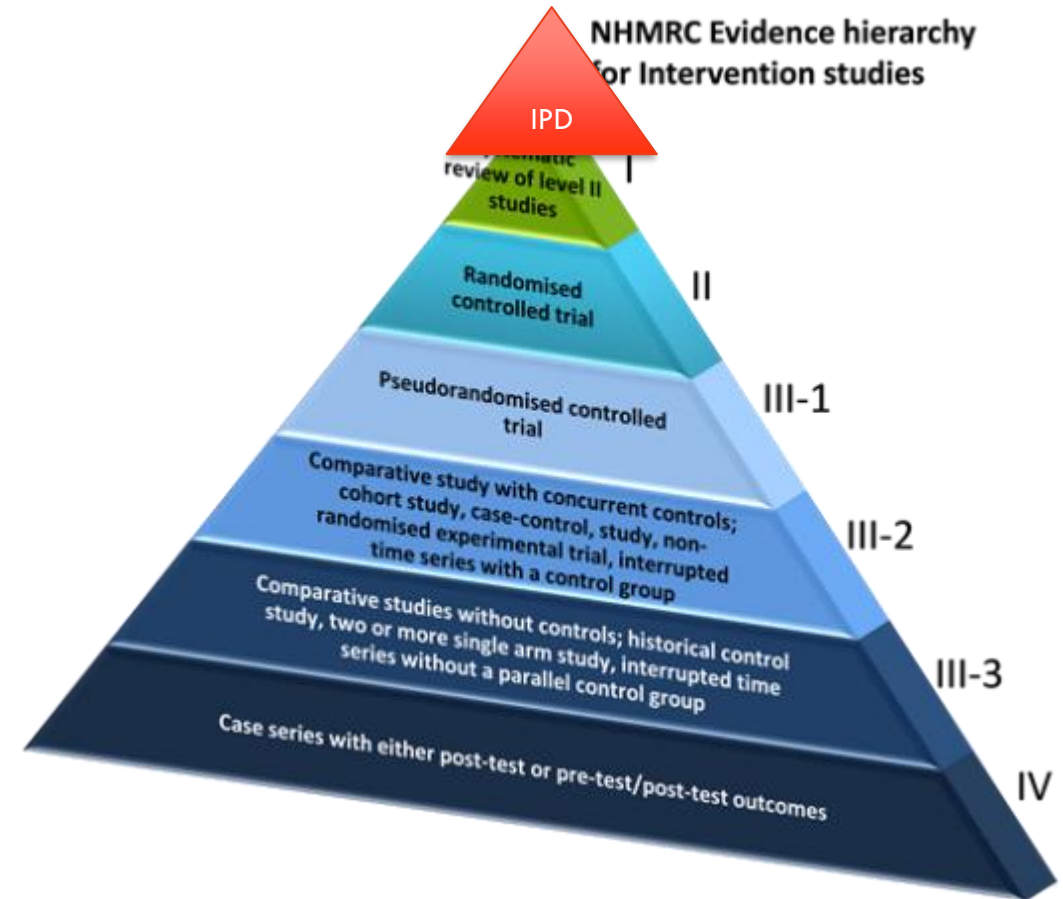 NHMRC Evidence hierarchy
for Intervention studies
IPD
review of level II
studies
I
Randomised
controlled trial
II
Pseudorandomised controlled
trial
III-1
Comparative study with concurrent controls;
cohort study, case-control, study, non-
randomised experimental trial, interrupted
time series with a control group
III-2
Comparative studies without controls; historical control
study, two or more single arm study, interrupted time
series without a parallel control group
III-3
Case series with either post-test or pre-test/post-test outcomes
IV